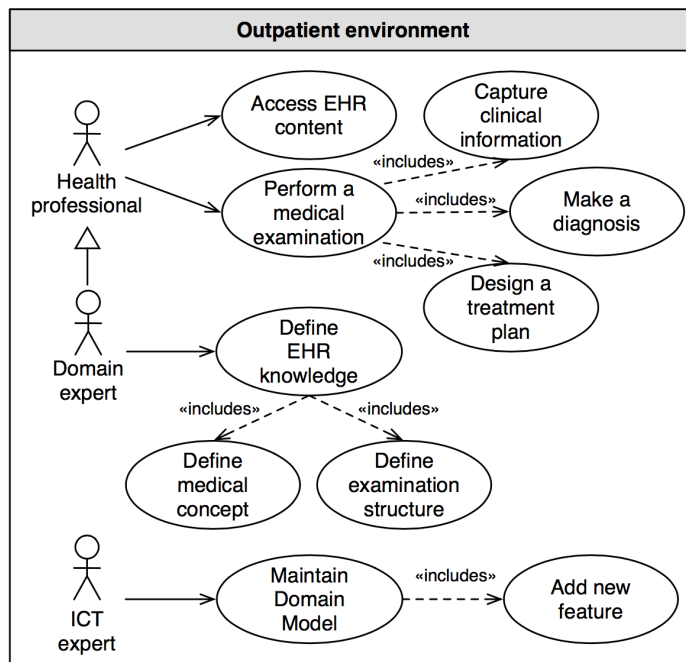 Outpatient environment
Access EHR
content
Capture
clinical
information
«includes»
Health
professional
Perform a
medical
examination
«includes»
Make a
diagnosis
«includes»
Design a
treatment
plan
Domain
expert
Define
EHR
knowledge
«includes»
«includes»
Define
medical
concept
Define
examination
structure
ICT
expert
Maintain
Domain
Model
«includes»
Add new
feature